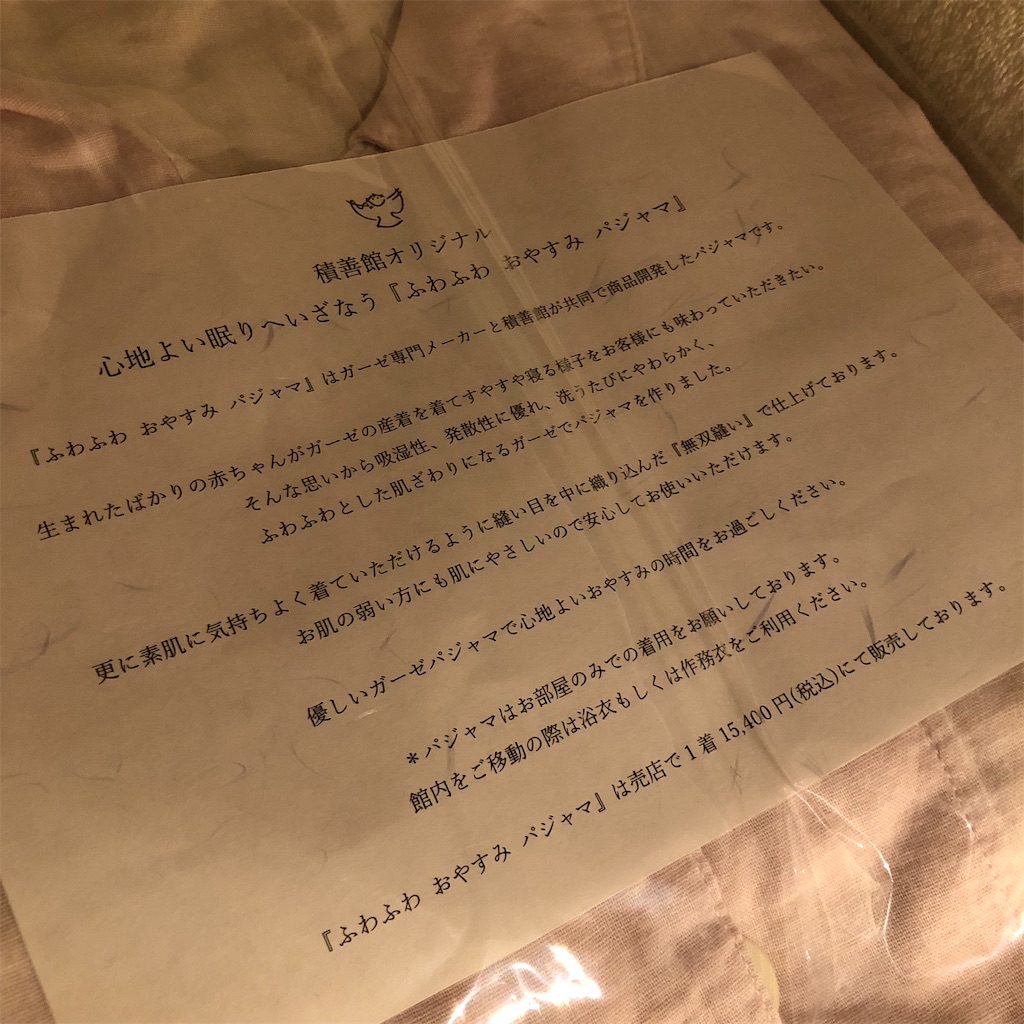 積善館オリジナル
心地よい眠りへいざなう『ふわふわ おやすみ パジャマ』
『ふわふわ おやすみ パジャマ』はガーゼ専門メーカーと積善館が共同で商品開発したパジャマです。
生まれたばかりの赤ちゃんがガーゼの産着を着てすやすや寝る様子をお客様にも味わっていただきたい。
そんな思いから吸湿性、発散性に優れ、洗うたびにやわらかく、
ふわふわとした肌ざわりになるガーゼでパジャマを作りました。
更に素肌に気持ちよく着ていただけるように縫い目を中に織り込んだ『無双縫い』で仕上げております。
お肌の弱い方にも肌にやさしいので安心してお使いいただけます。
優しいガーゼパジャマで心地よいおやすみの時間をお過ごしください。
＊パジャマはお部屋のみでの着用をお願いしております。
館内をご移動の際は浴衣もしくは作務衣をご利用ください。
『ふわふわ おやすみ パジャマ』は売店で1着15,400円(税込)にて販売しております。